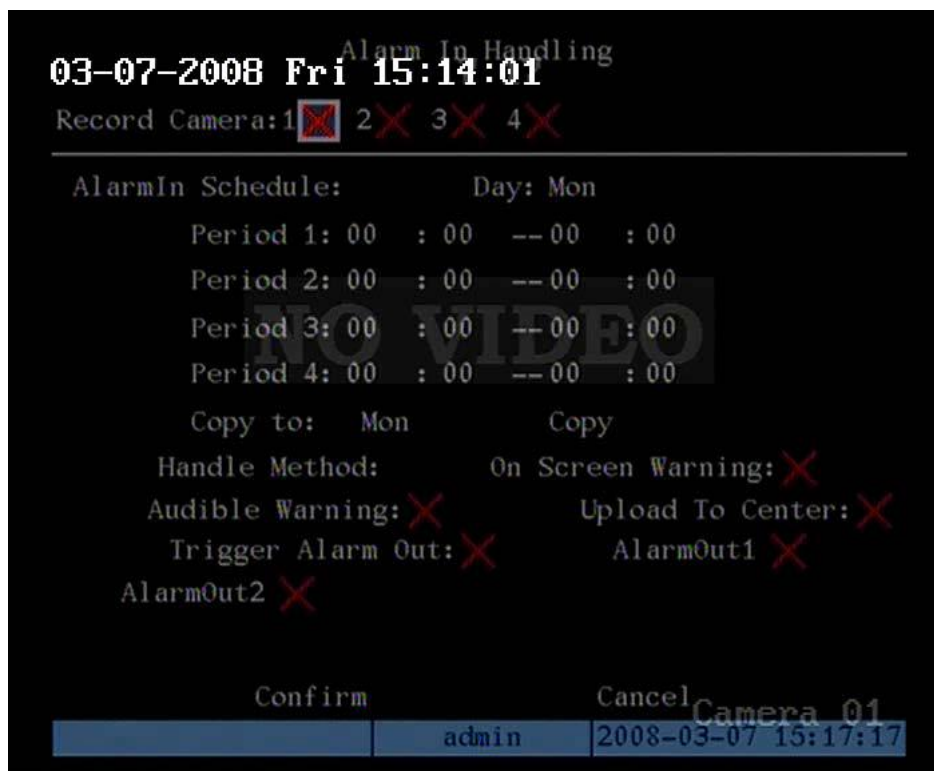 Alarm In Handling
03-07-2008 Fri 15:14:01
Record Camera:1 2 3 4
AlarmIn Schedule: Day: Mon
Period 1: 00 : 00 -- 00 : 00
Period 2: 00 : 00 -- 00 : 00
NO VIDEO
Period 3: 00 : 00 -- 00 : 00
Period 4: 00 : 00 -- 00 : 00
Copy to: Mon Copy
Handle Method: On Screen Warning:
Audible Warning: Upload To Center:
Trigger Alarm Out: AlarmOut1
AlarmOut2
Confirm Cancel
Camera 01
admin 2008-03-07 15:17:17